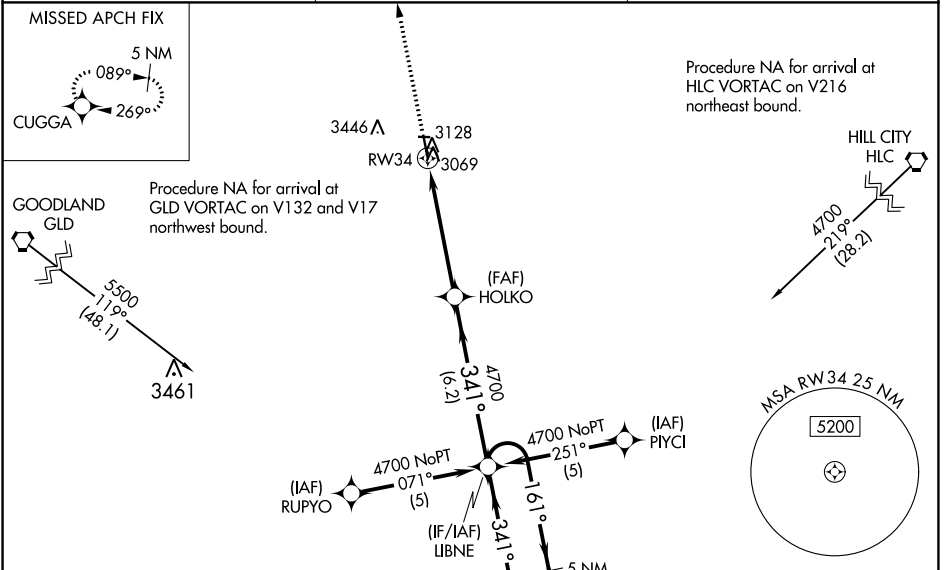 MISSED APCH FIX
5 NM
089°
269°
CUGGA
3446
3128
RW34
3069
Procedure NA for arrival at
HLC VORTAC on V216
northeast bound.
HILL CITY
HLC
4700
219°
(28.2)
GOODLAND
GLD
Procedure NA for arrival at
GLD VORTAC on V132 and V17
northwest bound.
5500
119°
(48.1)
3461
(FAF)
HOLKO
4700
341°
(6.2)
(IAF)
PIYCI
4700 NoPT
251°
(5)
4700 NoPT
071°
(5)
(IAF)
RUPYO
(IF/IAF)
LIBNE
161°
341°
5 NM
MSA RW34 25 NM
5200